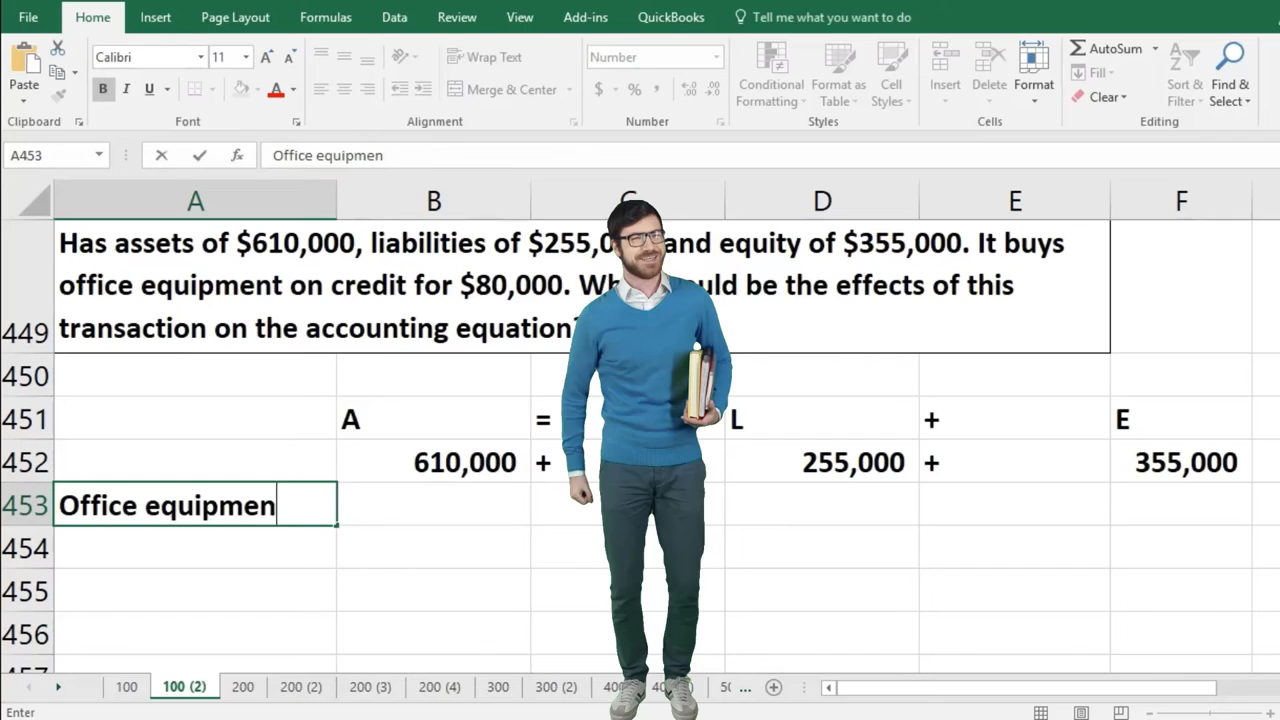 File Home Insert Page Layout Formulas Data Review View Add-ins QuickBooks Tell me what you want to do
Calibri 11 Wrap Text Number AutoSum
Paste B I U Merge & Center $ % , Conditional Formatting Format as Table Cell Styles Insert Delete Format Fill Sort & Filter Find & Select
Clear
Clipboard Font Alignment Number Styles Cells Editing
A453 fx Office equipmen
A B C D E F
Has assets of $610,000, liabilities of and equity of $355,000. It buys
office equipment on credit for $80,000. be the effects of this
449 transaction on the accounting equation
450
451 A = L + E
452 610,000 + 255,000 + 355,000
453 Office equipmen
454
455
456
100 100 (2) 200 200 (2) 200 (3) 200 (4) 300 300 (2) ...
Enter